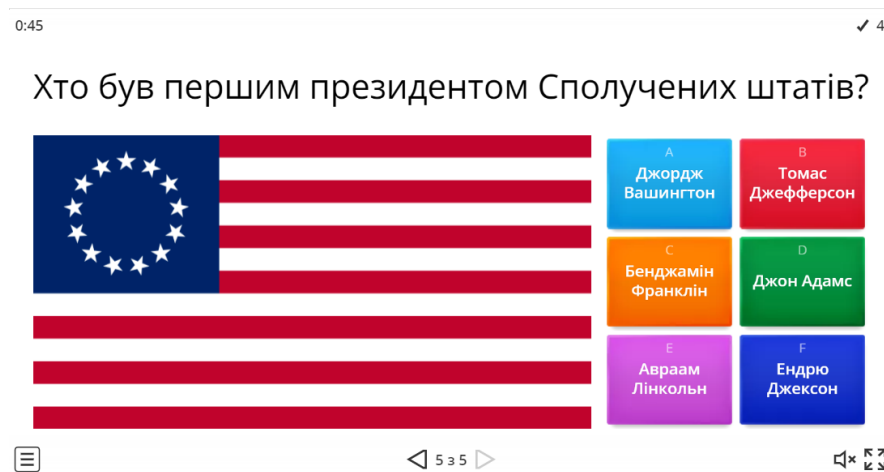 0:45
✓ 4
Хто був першим президентом Сполучених штатів?
A
Джордж
Вашингтон
B
Томас
Джефферсон
C
Бенджамін
Франклін
D
Джон Адамс
E
Авраам
Лінкольн
F
Ендрю
Джексон
5 з 5